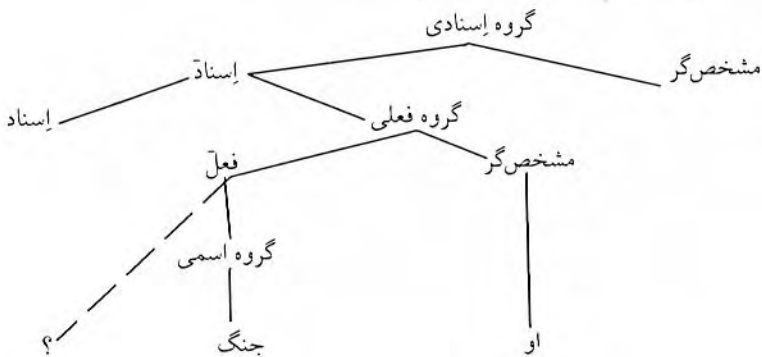 گروه اِسنادی
مشخص‌گر اِسنادَ
اِسناد
گروه فعلی
مشخص‌گر فعلَ
گروه اسمی
او جنگ ؟